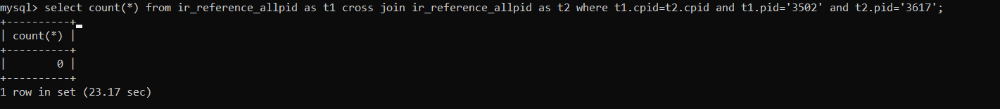 mysql> select count(*) from ir_reference_allpid as t1 cross join ir_reference_allpid as t2 where t1.cpid=t2.cpid and t1.pid='3502' and t2.pid='3617';
+----------+
| count(*) |
+----------+
|        0 |
+----------+
1 row in set (23.17 sec)